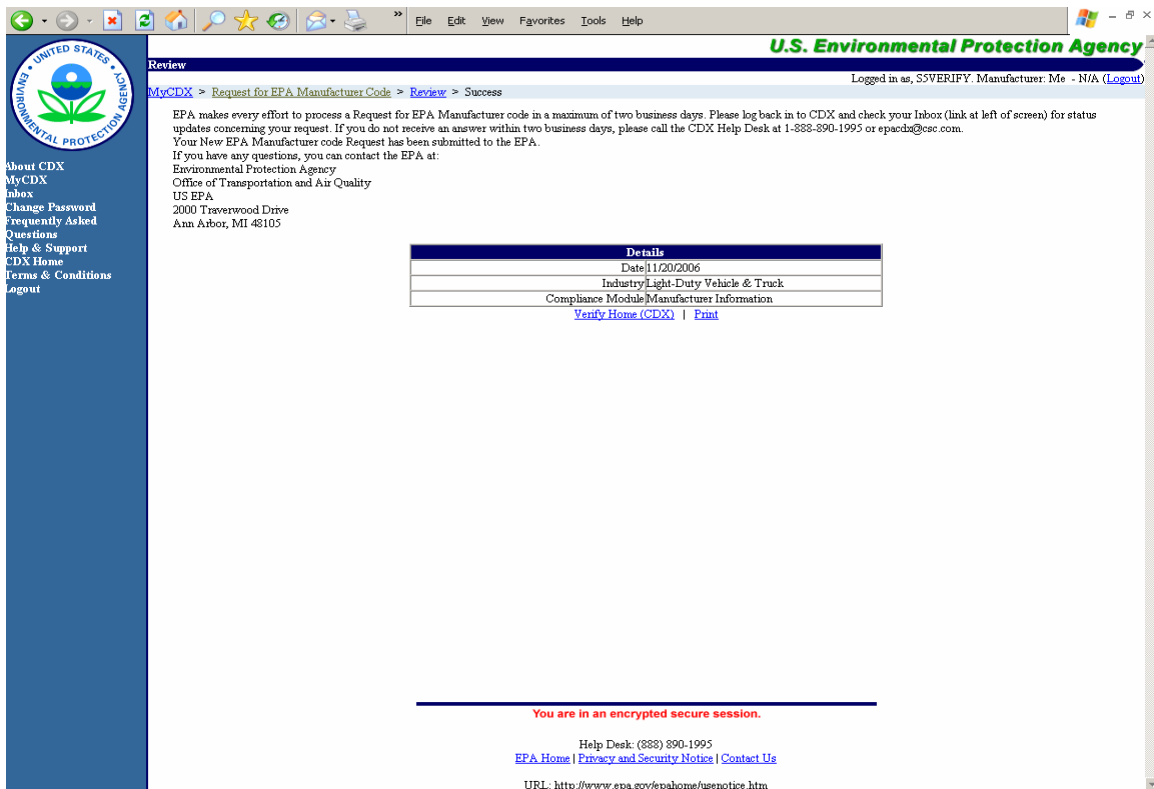 » File Edit View Favorites Tools Help
UNITED STATES
ENVIRONMENTAL PROTECTION AGENCY
U.S. Environmental Protection Agency
Review
Logged in as, S5VERIFY. Manufacturer: Me - N/A (Logout)
MyCDX > Request for EPA Manufacturer Code > Review > Success
About CDX
MyCDX
Inbox
Change Password
Frequently Asked
Questions
Help & Support
CDX Home
Terms & Conditions
Logout
EPA makes every effort to process a Request for EPA Manufacturer code in a maximum of two business days. Please log back in to CDX and check your Inbox (link at left of screen) for status
updates concerning your request. If you do not receive an answer within two business days, please call the CDX Help Desk at 1-888-890-1995 or epacdx@csc.com.
Your New EPA Manufacturer code Request has been submitted to the EPA.
If you have any questions, you can contact the EPA at:
Environmental Protection Agency
Office of Transportation and Air Quality
US EPA
2000 Traverwood Drive
Ann Arbor, MI 48105
Details
Date 11/20/2006
Industry Light-Duty Vehicle & Truck
Compliance Module Manufacturer Information
Verify Home (CDX) | Print
You are in an encrypted secure session.
Help Desk: (888) 890-1995
EPA Home | Privacy and Security Notice | Contact Us
URL: http://www.epa.gov/epahome/usenotice.htm